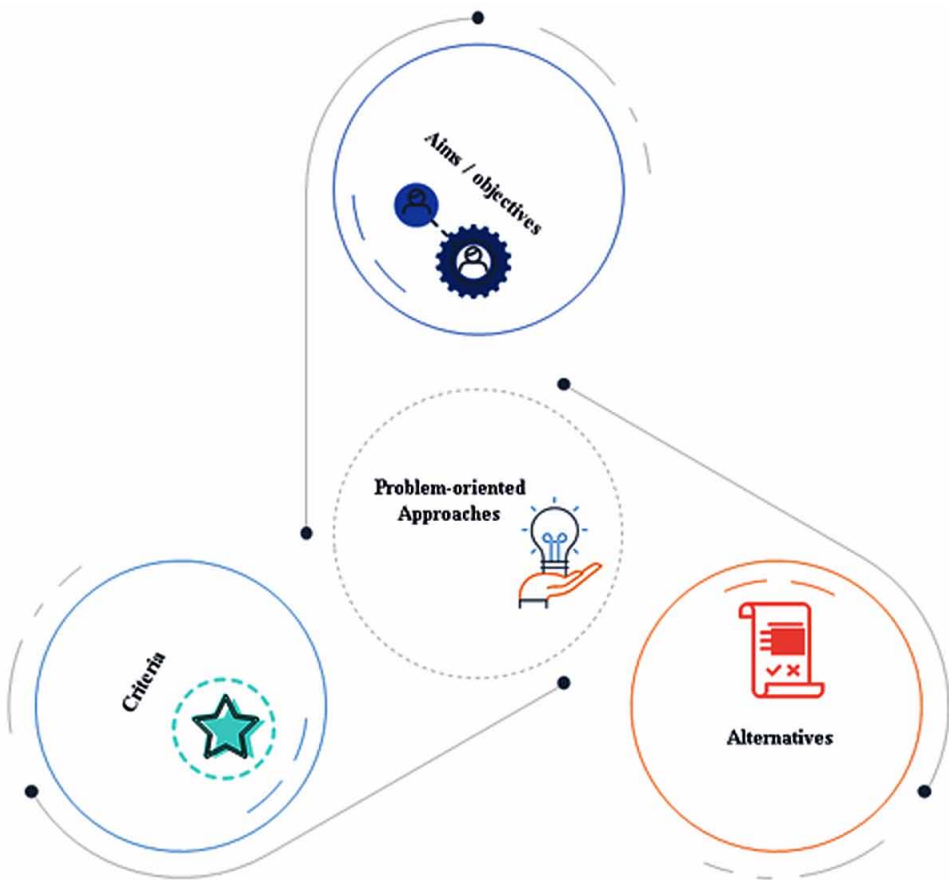 Aims / objectives
Problem-oriented
Approaches
Criteria
Alternatives